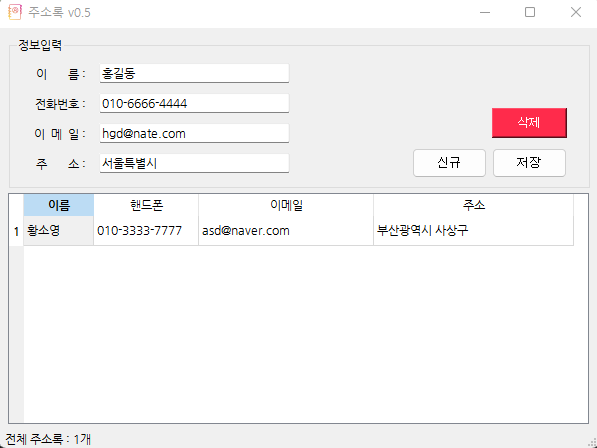 주소록 v0.5
정보입력
이 름 : 홍길동
전화번호 : 010-6666-4444
이 메 일 : hgd@nate.com
주 소 : 서울특별시
삭제
신규 저장
이름 핸드폰 이메일 주소
1 황소영 010-3333-7777 asd@naver.com 부산광역시 사상구
전체 주소록 : 1개